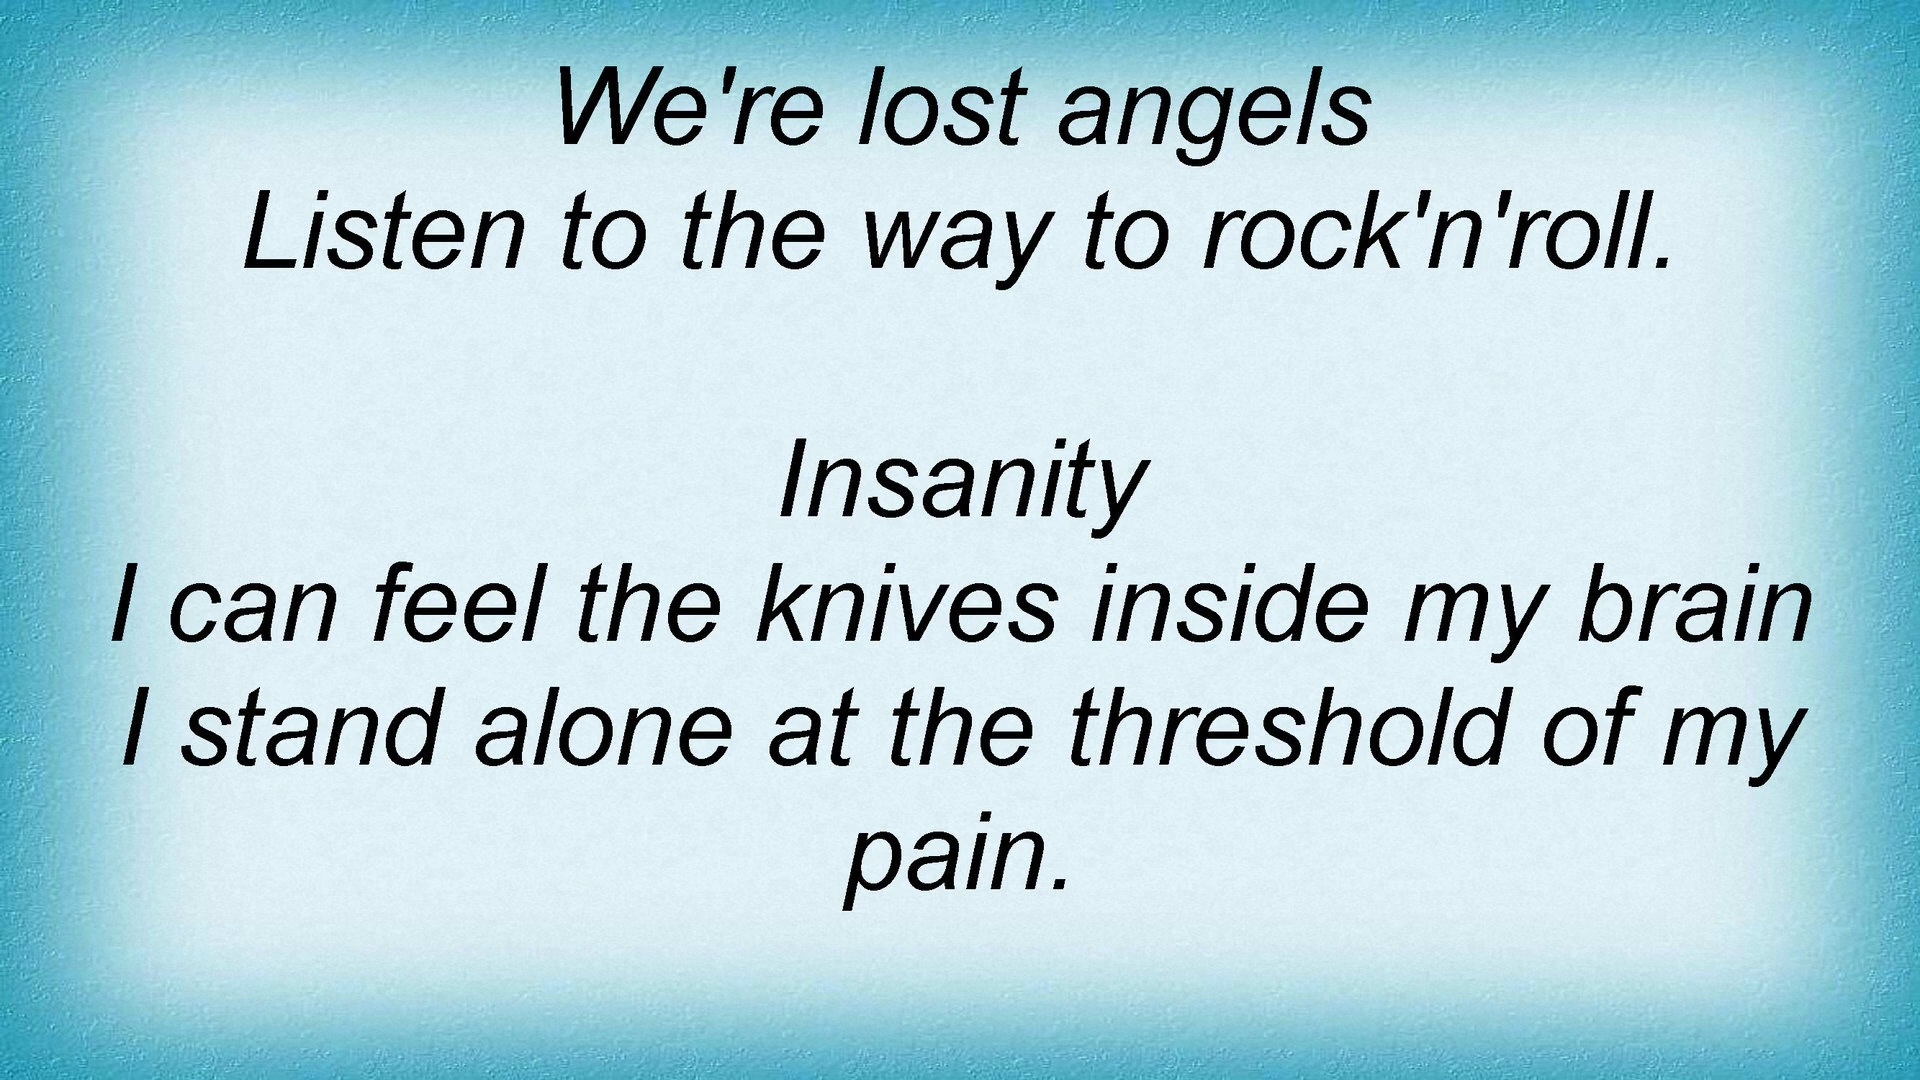 We're lost angels
Listen to the way to rock'n'roll.
Insanity
I can feel the knives inside my brain
I stand alone at the threshold of my
pain.